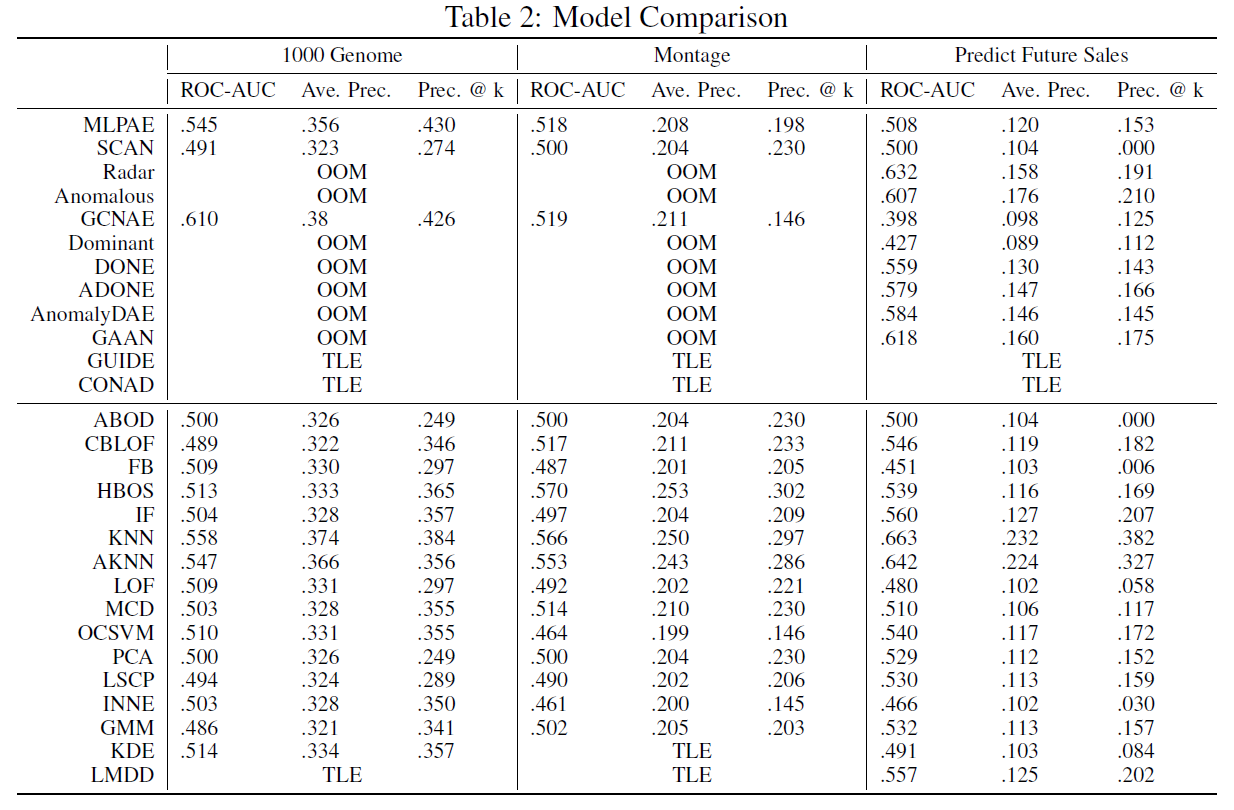 Table 2: Model Comparison
1000 Genome Montage Predict Future Sales
ROC-AUC Ave. Prec. Prec. @ k ROC-AUC Ave. Prec. Prec. @ k ROC-AUC Ave. Prec. Prec. @ k
MLPAE .545 .356 .430 .518 .208 .198 .508 .120 .153
SCAN .491 .323 .274 .500 .204 .230 .500 .104 .000
Radar OOM OOM .632 .158 .191
Anomalous OOM OOM .607 .176 .210
GCNAE .610 .38 .426 .519 .211 .146 .398 .098 .125
Dominant OOM OOM .427 .089 .112
DONE OOM OOM .559 .130 .143
ADONE OOM OOM .579 .147 .166
AnomalyDAE OOM OOM .584 .146 .145
GAAN OOM OOM .618 .160 .175
GUIDE TLE TLE TLE
CONAD TLE TLE TLE
ABOD .500 .326 .249 .500 .204 .230 .500 .104 .000
CBLOF .489 .322 .346 .517 .211 .233 .546 .119 .182
FB .509 .330 .297 .487 .201 .205 .451 .103 .006
HBOS .513 .333 .365 .570 .253 .302 .539 .116 .169
IF .504 .328 .357 .497 .204 .209 .560 .127 .207
KNN .558 .374 .384 .566 .250 .297 .663 .232 .382
AKNN .547 .366 .356 .553 .243 .286 .642 .224 .327
LOF .509 .331 .297 .492 .202 .221 .480 .102 .058
MCD .503 .328 .355 .514 .210 .230 .510 .106 .117
OCSVM .510 .331 .355 .464 .199 .146 .540 .117 .172
PCA .500 .326 .249 .500 .204 .230 .529 .112 .152
LSCP .494 .324 .289 .490 .202 .206 .530 .113 .159
INNE .503 .328 .350 .461 .200 .145 .466 .102 .030
GMM .486 .321 .341 .502 .205 .203 .532 .113 .157
KDE .514 .334 .357 TLE .491 .103 .084
LMDD TLE TLE .557 .125 .202